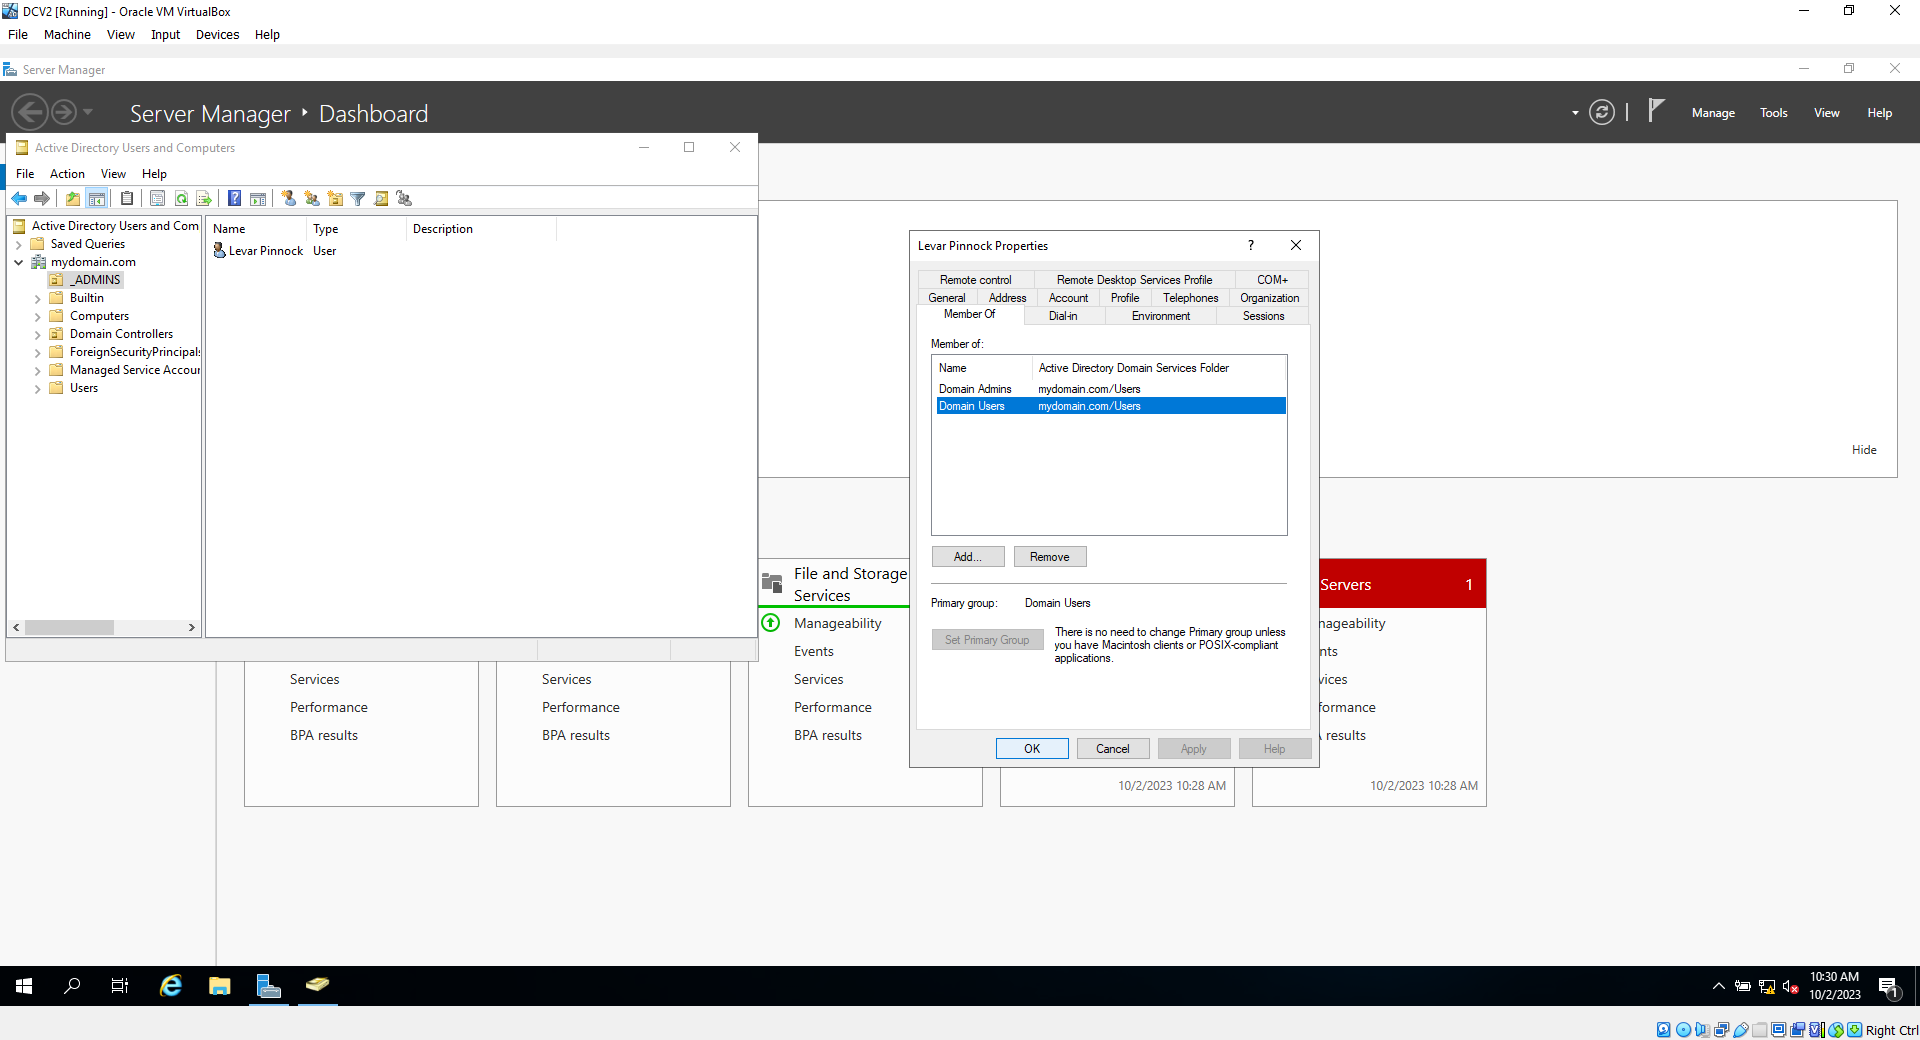 DCV2 [Running] - Oracle VM VirtualBox
File Machine View Input Devices Help
Server Manager
Server Manager Dashboard
Manage Tools View Help
Active Directory Users and Computers
File Action View Help
Active Directory Users and Com
Saved Queries
mydomain.com
_ADMINS
Builtin
Computers
Domain Controllers
ForeignSecurityPrincipals
Managed Service Accour
Users
Name Type Description
Levar Pinnock User
Hide
Levar Pinnock Properties ?
Remote control Remote Desktop Services Profile COM+
General Address Account Profile Telephones Organization
Member Of Dial-in Environment Sessions
Member of:
Name Active Directory Domain Services Folder
Domain Admins mydomain.com/Users
Domain Users mydomain.com/Users
Add... Remove
Primary group: Domain Users
Set Primary Group
There is no need to change Primary group unless
you have Macintosh clients or POSIX-compliant
applications.
OK Cancel Apply Help
Services
Performance
BPA results
Services
Performance
BPA results
File and Storage
Services
Manageability
Events
Services
Performance
BPA results
10/2/2023 10:28 AM
Servers 1
nageability
nts
vices
formance
results
10/2/2023 10:28 AM
10:30 AM
10/2/2023
1
Right Ctrl